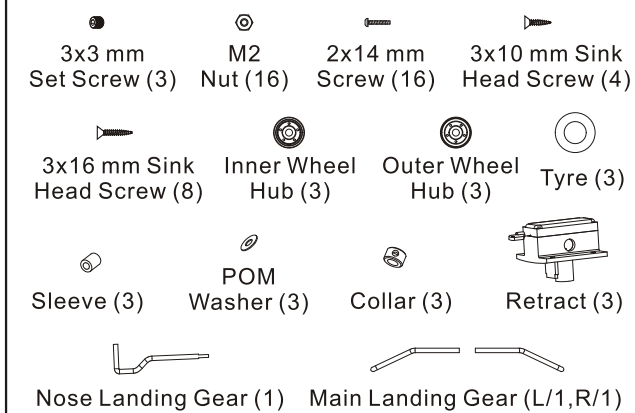 3x3 mm
Set Screw (3)
M2
Nut (16)
2x14 mm
Screw (16)
3x10 mm Sink
Head Screw (4)
3x16 mm Sink
Head Screw (8)
Inner Wheel
Hub (3)
Outer Wheel
Hub (3)
Tyre (3)
Sleeve (3)
POM
Washer (3)
Collar (3)
Retract (3)
Nose Landing Gear (1)
Main Landing Gear (L/1,R/1)